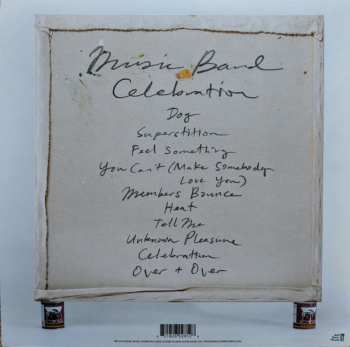 Music Band
Celebration
Dog
Superstition
Feel Something
You Can't (Make Somebody
Love You)
Members Bounce
Heat
Tell Me
Unknown Pleasure
Celebration
Over + Over